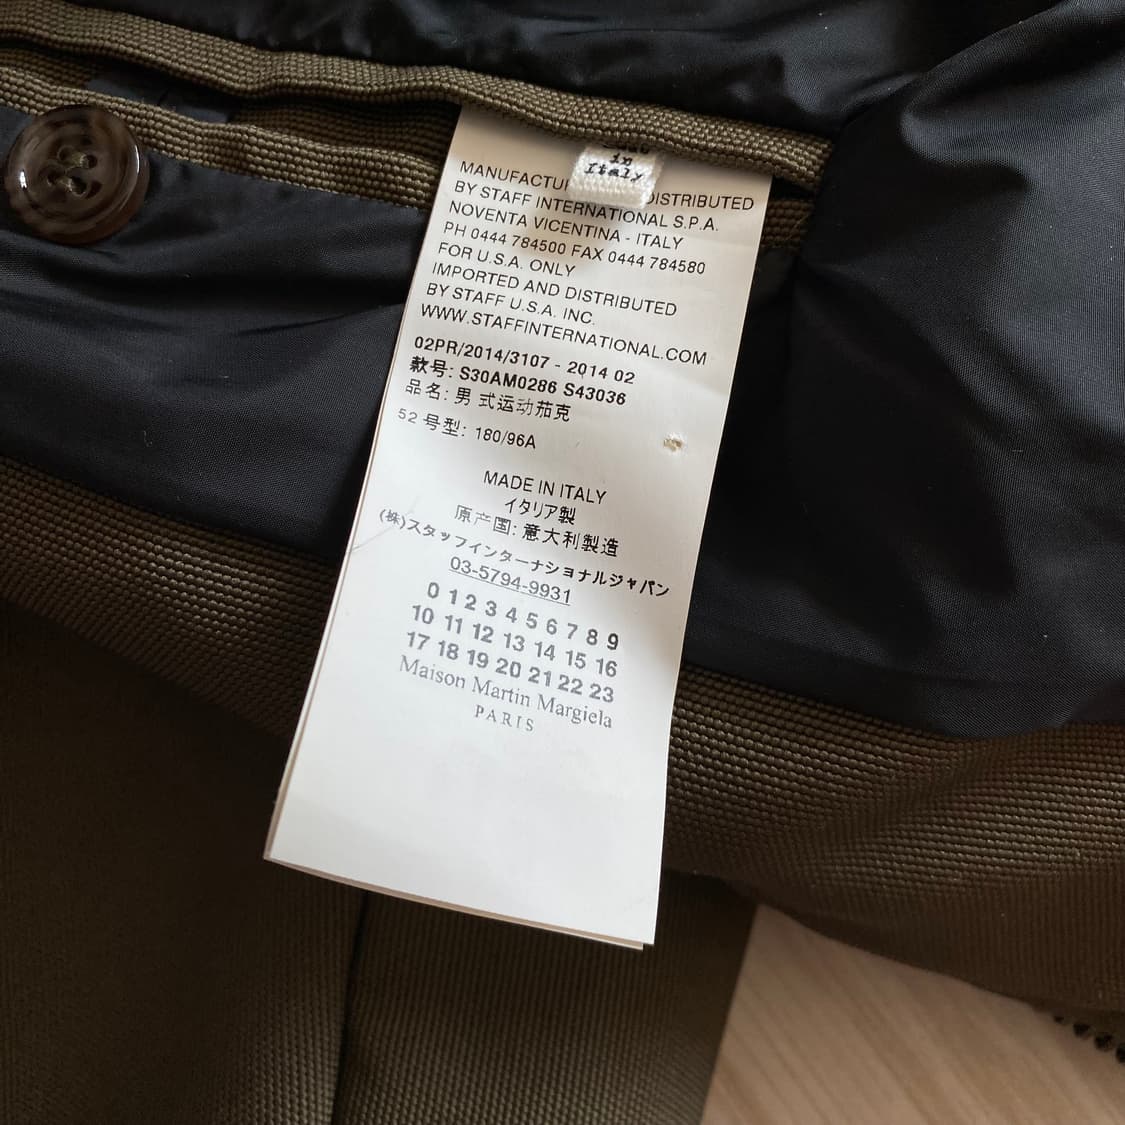 in
Italy
MANUFACTU DISTRIBUTED
BY STAFF INTERNATIONAL S.P.A.
NOVENTA VICENTINA - ITALY
PH 0444 784500 FAX 0444 784580
FOR U.S.A. ONLY
IMPORTED AND DISTRIBUTED
BY STAFF U.S.A. INC.
WWW.STAFFINTERNATIONAL.COM
02PR/2014/3107 - 2014 02
款号: S30AM0286 S43036
品名: 男 式运动茄克
52 号型: 180/96A
MADE IN ITALY
イタリア製
原产国: 意大利製造
(株)スタッフインターナショナルジャパン
03-5794-9931
0 1 2 3 4 5 6 7 8 9
10 11 12 13 14 15 16
17 18 19 20 21 22 23
Maison Martin Margiela
PARIS